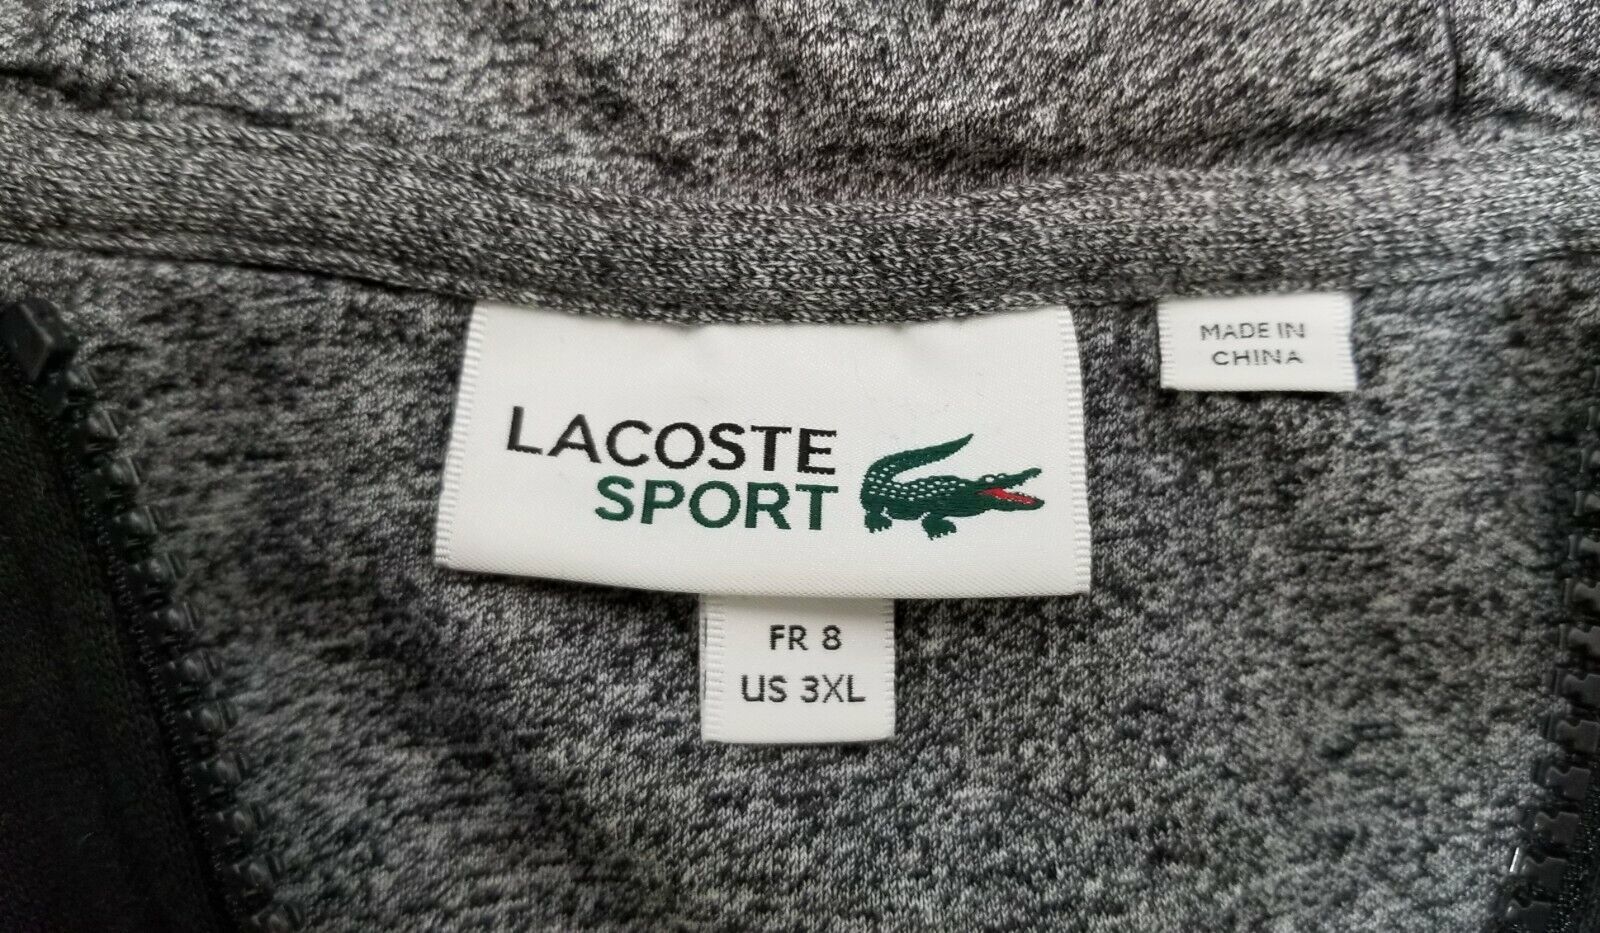 LACOSTE
SPORT
FR 8
US 3XL
MADE IN
CHINA